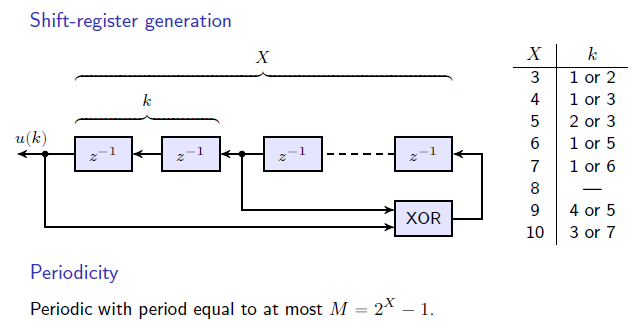 Shift-register generation
X
k
u(k)
z⁻¹ z⁻¹ z⁻¹ z⁻¹
XOR
X k
3 1 or 2
4 1 or 3
5 2 or 3
6 1 or 5
7 1 or 6
8 —
9 4 or 5
10 3 or 7
Periodicity
Periodic with period equal to at most M = 2ˣ − 1.